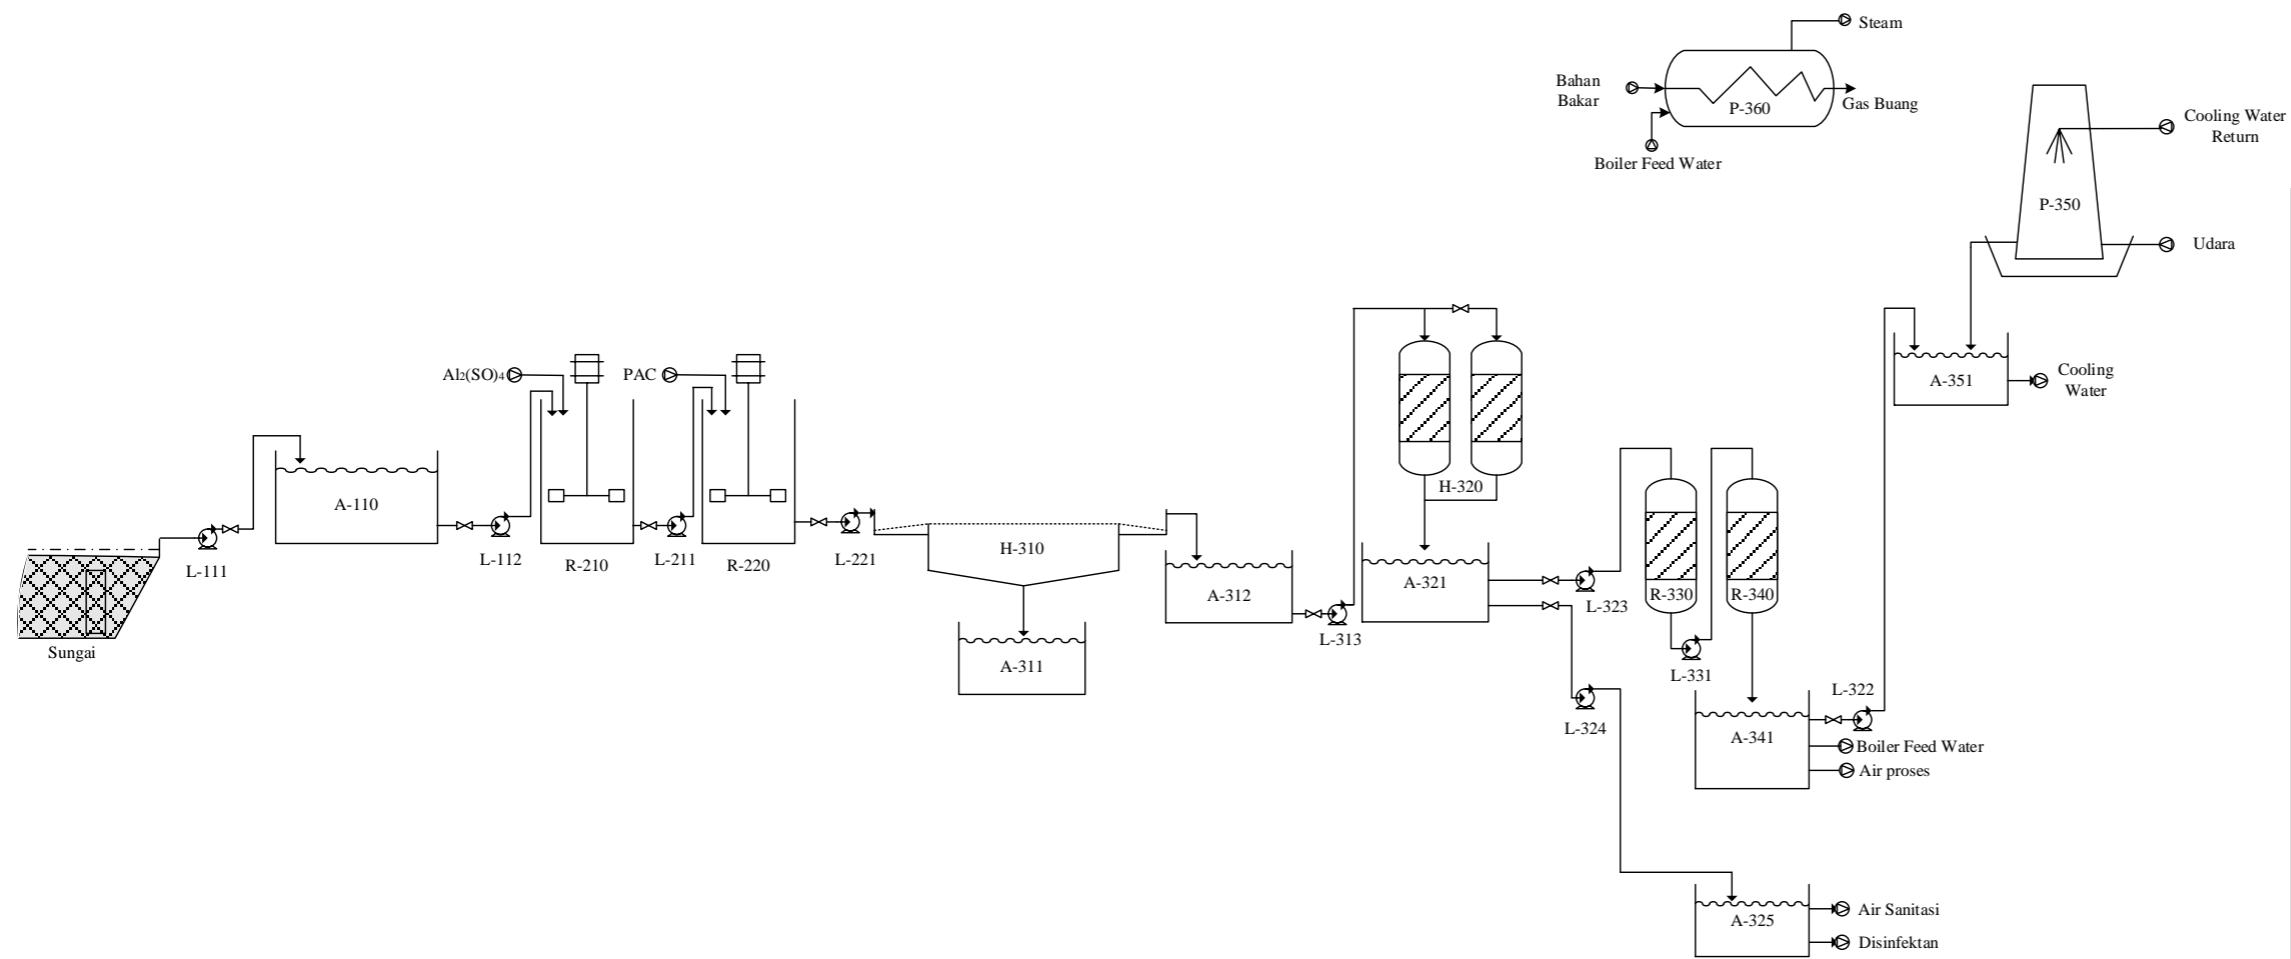 Steam
Bahan
Bakar
P-360
Gas Buang
Boiler Feed Water
Cooling Water
Return
P-350
Udara
Al2(SO)4
PAC
A-351
Cooling
Water
H-320
A-110
L-111
L-112
R-210
L-211
R-220
L-221
H-310
A-311
A-312
L-313
A-321
L-323
R-330
R-340
L-331
L-324
L-322
A-341
Boiler Feed Water
Air proses
Sungai
A-325
Air Sanitasi
Disinfektan